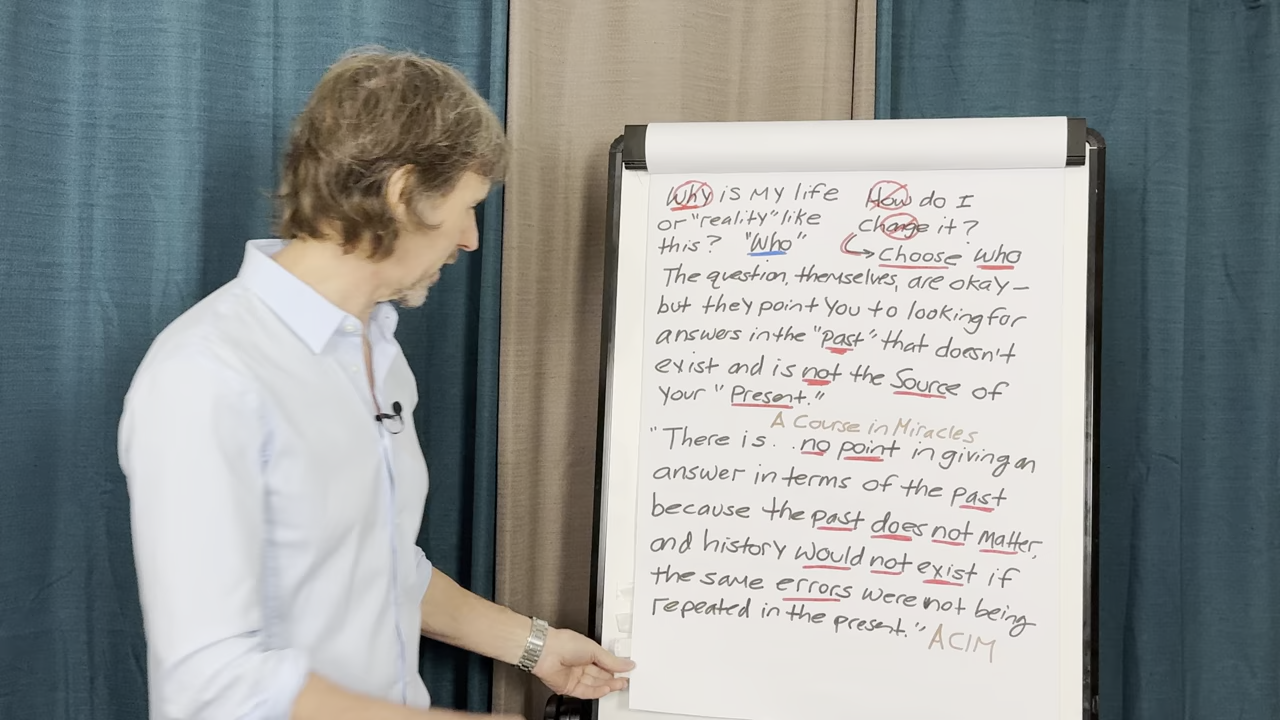 Why is my life
or "reality" like
this? "Who"
How do I
change it?
Choose who
The question, themselves, are okay—
but they point you to looking for
answers in the "Past" that doesn't
exist and is not the Source of
your "Present."
A Course in Miracles
"There is . . no point in giving an
answer in terms of the past
because the past does not matter,
and history would not exist if
the same errors were not being
repeated in the present." ACIM